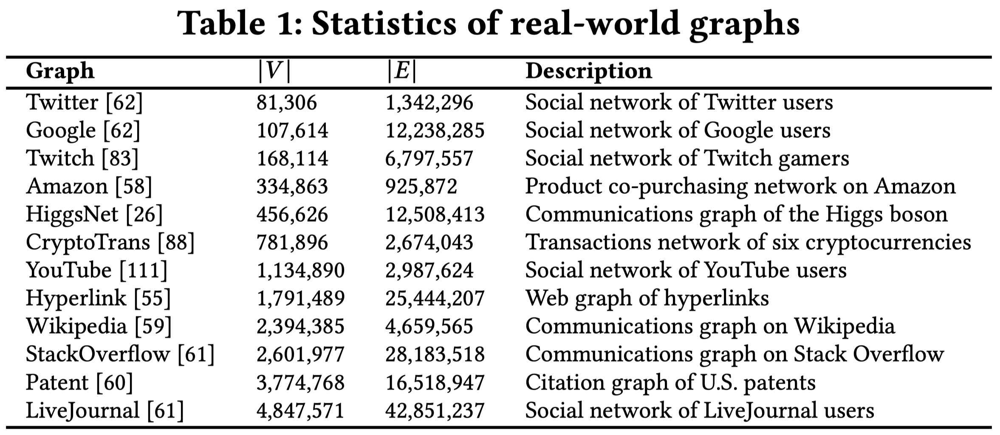 Table 1: Statistics of real-world graphs
Graph |V| |E| Description
Twitter [62] 81,306 1,342,296 Social network of Twitter users
Google [62] 107,614 12,238,285 Social network of Google users
Twitch [83] 168,114 6,797,557 Social network of Twitch gamers
Amazon [58] 334,863 925,872 Product co-purchasing network on Amazon
HiggsNet [26] 456,626 12,508,413 Communications graph of the Higgs boson
CryptoTrans [88] 781,896 2,674,043 Transactions network of six cryptocurrencies
YouTube [111] 1,134,890 2,987,624 Social network of YouTube users
Hyperlink [55] 1,791,489 25,444,207 Web graph of hyperlinks
Wikipedia [59] 2,394,385 4,659,565 Communications graph on Wikipedia
StackOverflow [61] 2,601,977 28,183,518 Communications graph on Stack Overflow
Patent [60] 3,774,768 16,518,947 Citation graph of U.S. patents
LiveJournal [61] 4,847,571 42,851,237 Social network of LiveJournal users